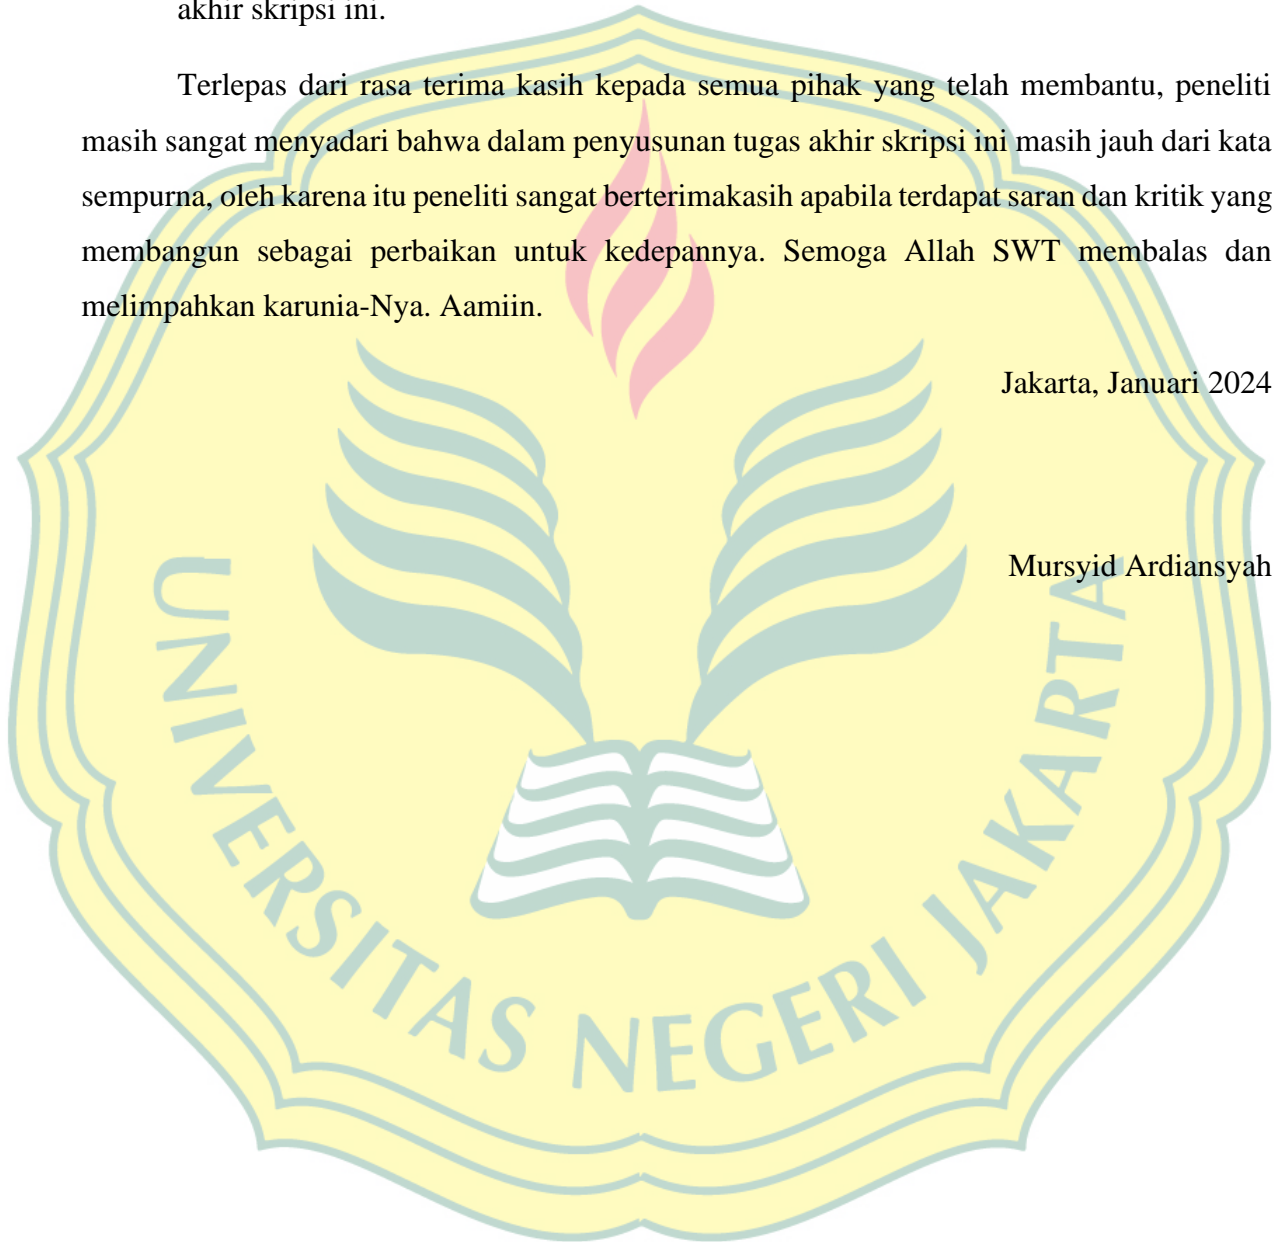 akhir skripsi ini.
Terlepas dari rasa terima kasih kepada semua pihak yang telah membantu, peneliti
masih sangat menyadari bahwa dalam penyusunan tugas akhir skripsi ini masih jauh dari kata
sempurna, oleh karena itu peneliti sangat berterimakasih apabila terdapat saran dan kritik yang
membangun sebagai perbaikan untuk kedepannya. Semoga Allah SWT membalas dan
melimpahkan karunia-Nya. Aamiin.
Jakarta, Januari 2024
Mursyid Ardiansyah
UNIVERSITAS NEGERI JAKARTA